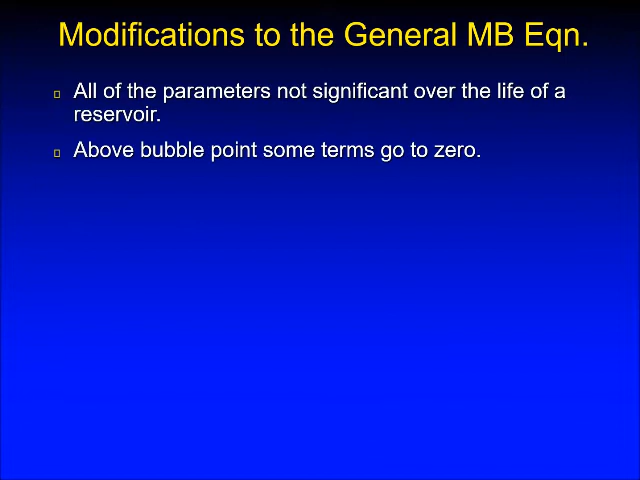 Modifications to the General MB Eqn.
All of the parameters not significant over the life of a
reservoir.
Above bubble point some terms go to zero.